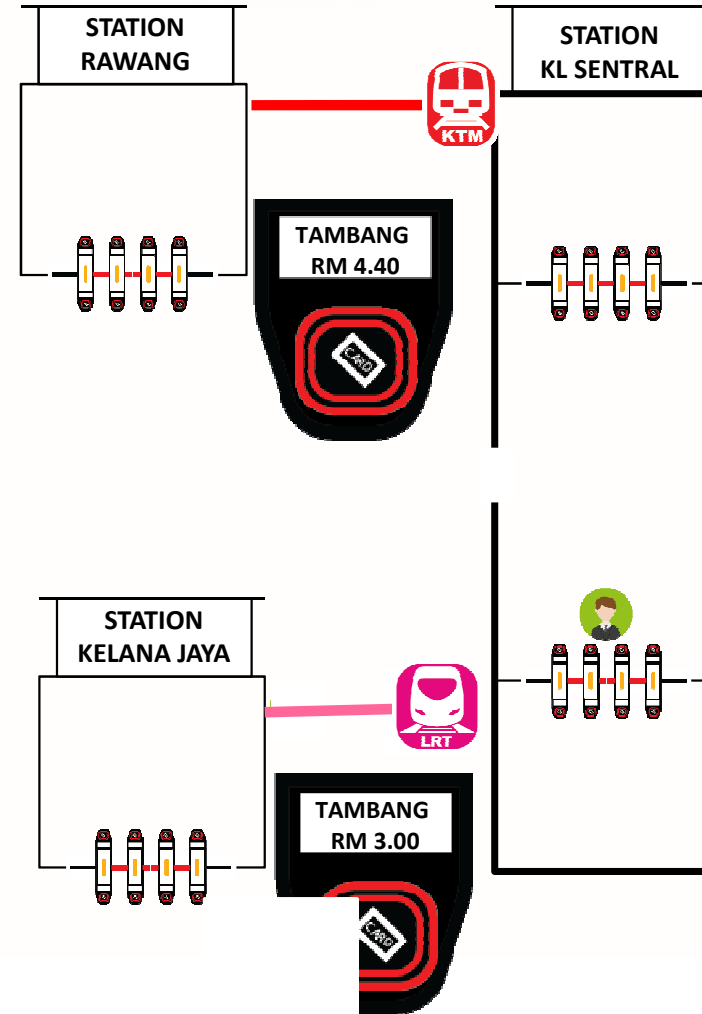 STATION
RAWANG
STATION
KL SENTRAL
KTM
TAMBANG
RM 4.40
CARD
STATION
KELANA JAYA
LRT
TAMBANG
RM 3.00
CARD